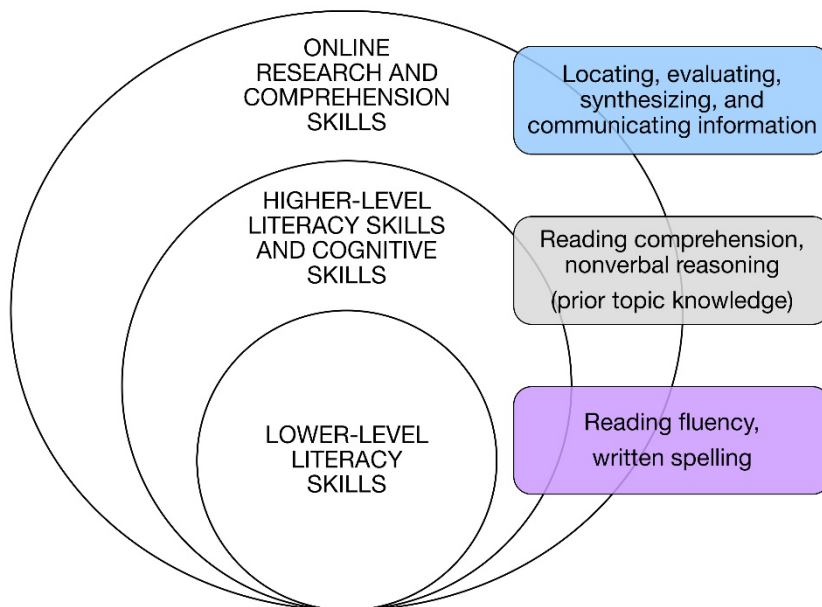 ONLINE
RESEARCH AND
COMPREHENSION
SKILLS
Locating, evaluating,
synthesizing, and
communicating information
HIGHER-LEVEL
LITERACY SKILLS
AND COGNITIVE
SKILLS
Reading comprehension,
nonverbal reasoning
(prior topic knowledge)
LOWER-LEVEL
LITERACY
SKILLS
Reading fluency,
written spelling